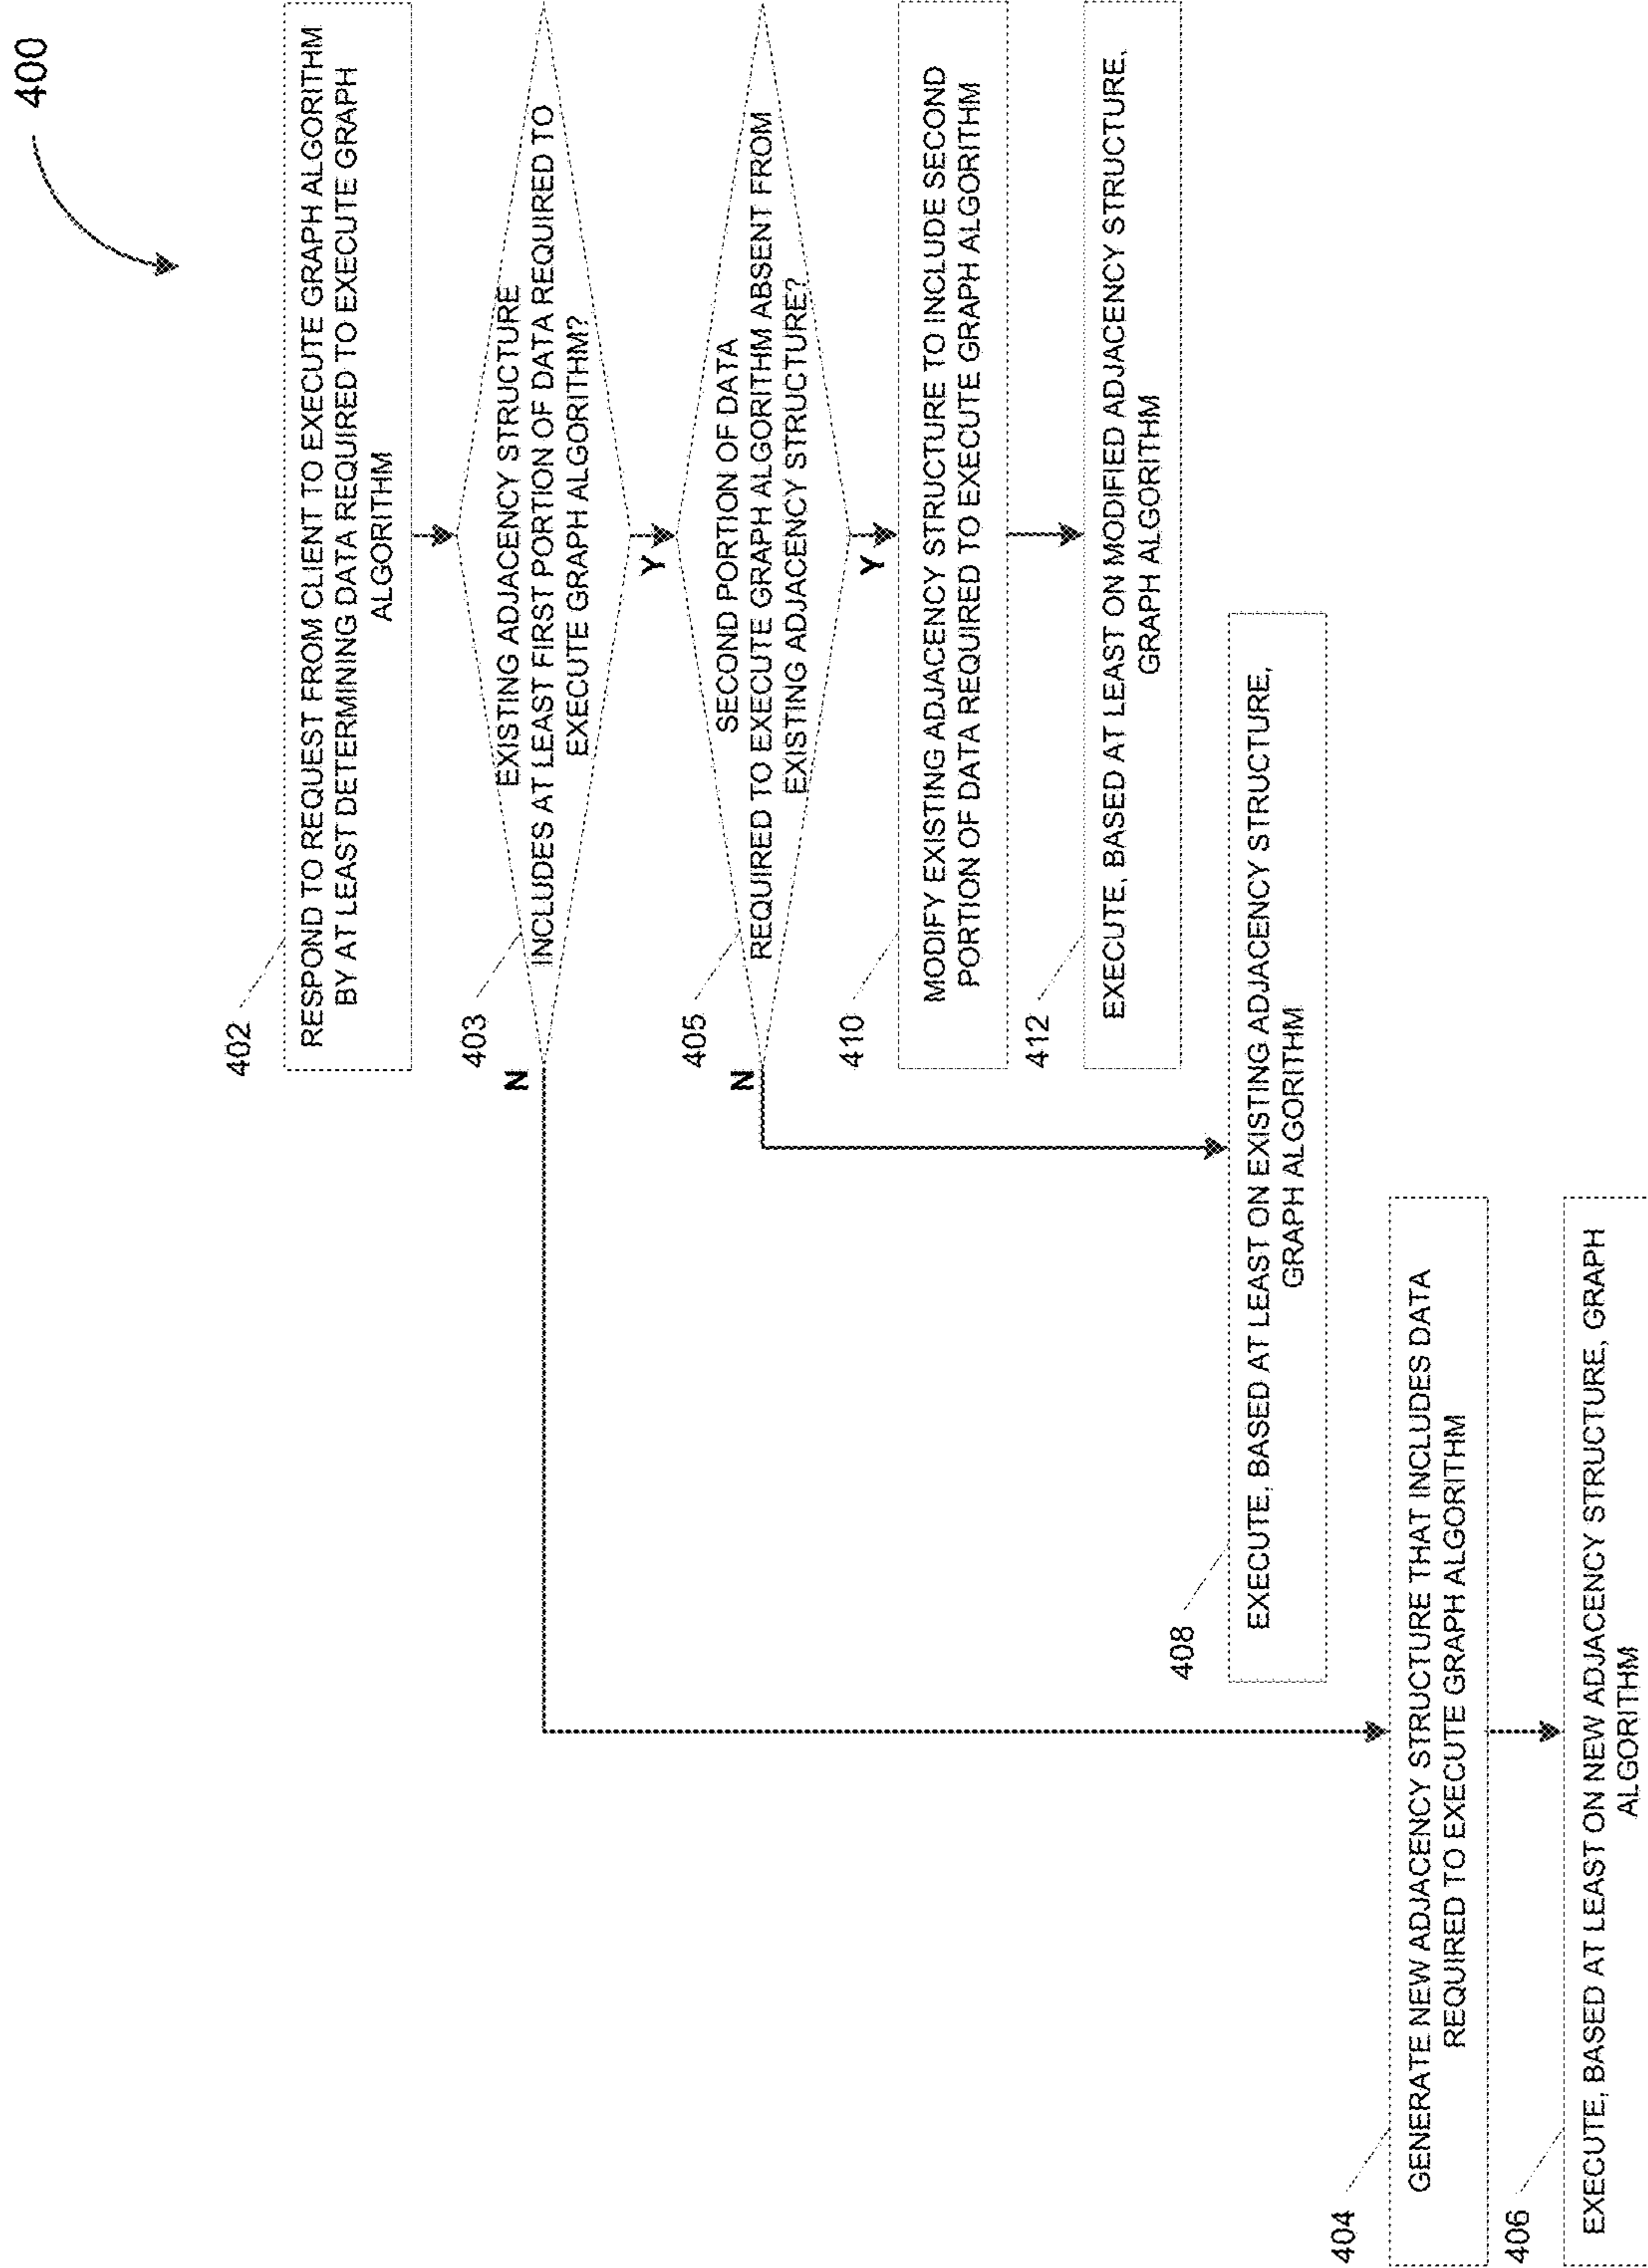 400
402
RESPOND TO REQUEST FROM CLIENT TO EXECUTE GRAPH ALGORITHM
BY AT LEAST DETERMINING DATA REQUIRED TO EXECUTE GRAPH
ALGORITHM
403
EXISTING ADJACENCY STRUCTURE
INCLUDES AT LEAST FIRST PORTION OF DATA REQUIRED TO
EXECUTE GRAPH ALGORITHM?
N
Y
405
SECOND PORTION OF DATA
REQUIRED TO EXECUTE GRAPH ALGORITHM ABSENT FROM
EXISTING ADJACENCY STRUCTURE?
N
Y
410
MODIFY EXISTING ADJACENCY STRUCTURE TO INCLUDE SECOND
PORTION OF DATA REQUIRED TO EXECUTE GRAPH ALGORITHM
412
EXECUTE, BASED AT LEAST ON MODIFIED ADJACENCY STRUCTURE,
GRAPH ALGORITHM
408
EXECUTE, BASED AT LEAST ON EXISTING ADJACENCY STRUCTURE,
GRAPH ALGORITHM
404
GENERATE NEW ADJACENCY STRUCTURE THAT INCLUDES DATA
REQUIRED TO EXECUTE GRAPH ALGORITHM
406
EXECUTE, BASED AT LEAST ON NEW ADJACENCY STRUCTURE, GRAPH
ALGORITHM